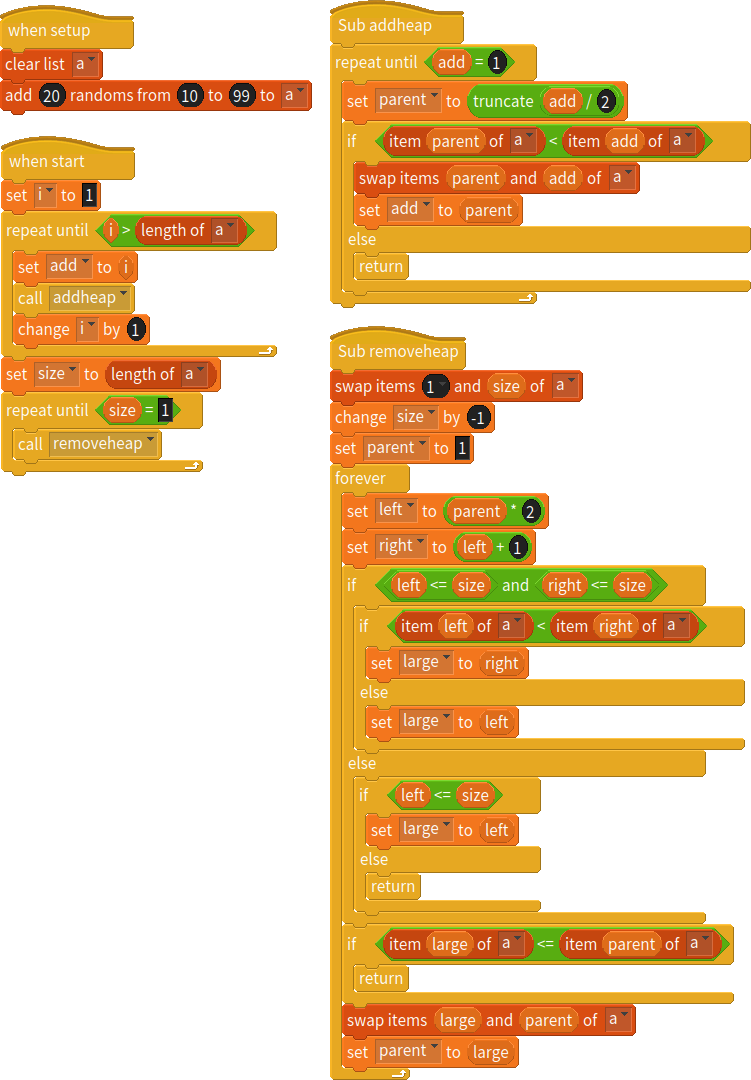 when setup
clear list a
add 20 randoms from 10 to 99 to a
when start
set i to 1
repeat until i > length of a
set add to i
call addheap
change i by 1
set size to length of a
repeat until size = 1
call removeheap
Sub addheap
repeat until add = 1
set parent to truncate add / 2
if item parent of a < item add of a
swap items parent and add of a
set add to parent
else
return
Sub removeheap
swap items 1 and size of a
change size by -1
set parent to 1
forever
set left to parent * 2
set right to left + 1
if left <= size and right <= size
if item left of a < item right of a
set large to right
else
set large to left
else
if left <= size
set large to left
else
return
if item large of a <= item parent of a
return
swap items large and parent of a
set parent to large